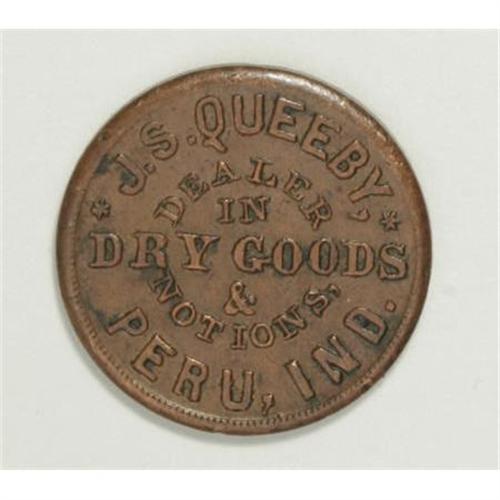 J.S. QUEEBY,
DEALER
IN
DRY GOODS
&
NOTIONS,
PERU, IND.